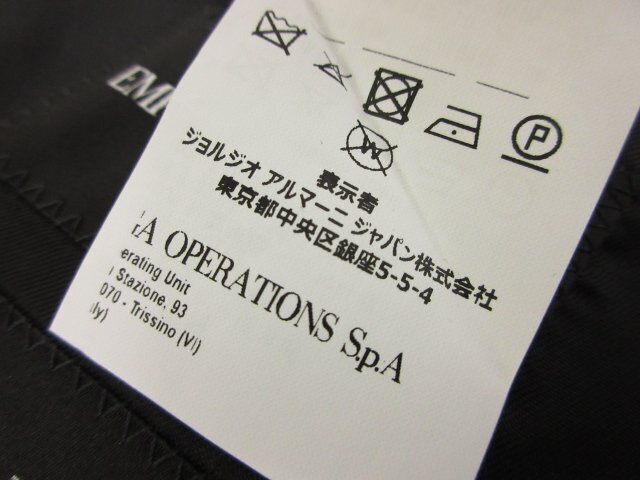 EMP
P
W
表示者
ジョルジオ アルマーニ ジャパン株式会社
東京都中央区銀座5-5-4
A OPERATIONS S.p.A
erating Unit
Stazione, 93
070 - Trissino (VI)
ly)